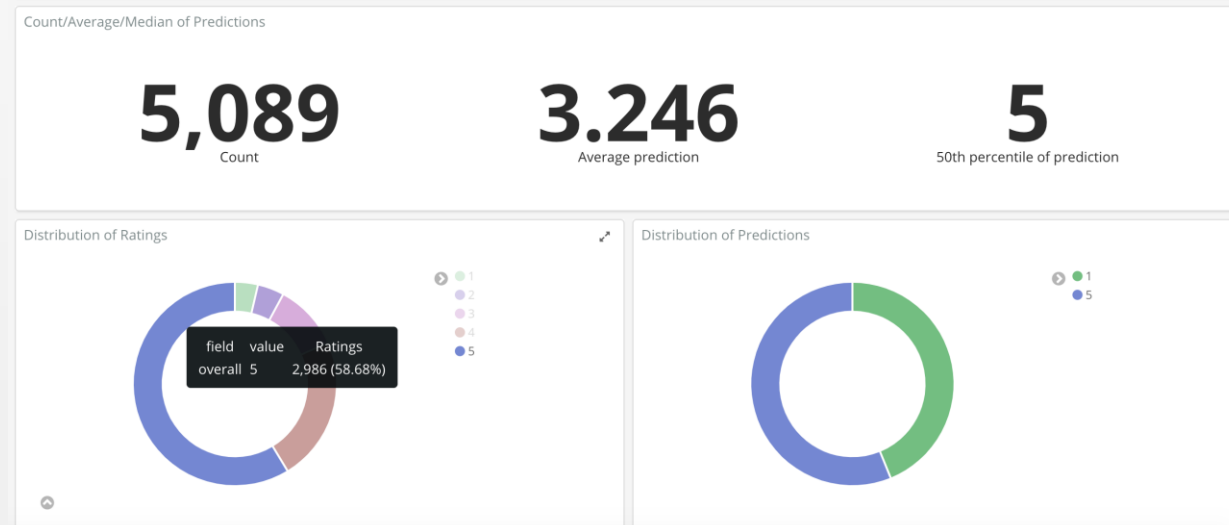 Count/Average/Median of Predictions
5,089
Count
3.246
Average prediction
5
50th percentile of prediction
Distribution of Ratings
1
2
3
4
5
field value Ratings
overall 5 2,986 (58.68%)
Distribution of Predictions
1
5